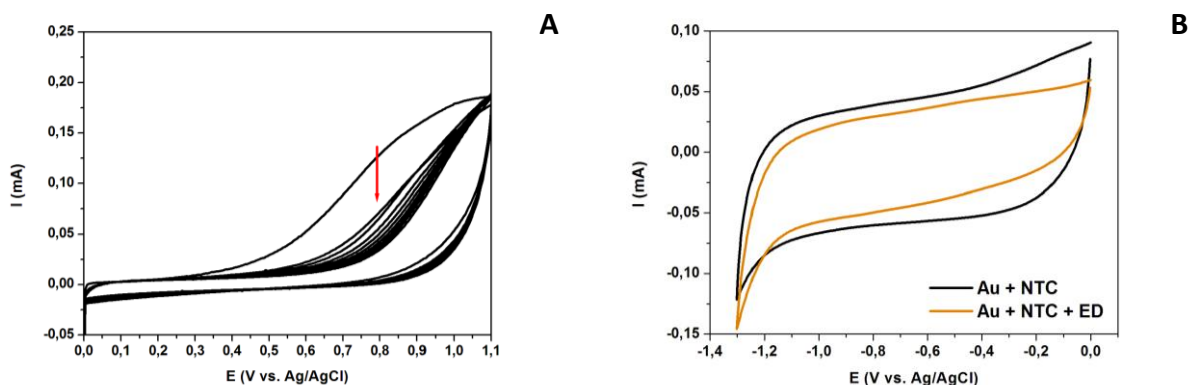 A
0,25
0,20
0,15
0,10
0,05
0,00
-0,05
I (mA)
0,0 0,1 0,2 0,3 0,4 0,5 0,6 0,7 0,8 0,9 1,0 1,1
E (V vs. Ag/AgCl)
B
0,10
0,05
0,00
-0,05
-0,10
-0,15
I (mA)
Au + NTC
Au + NTC + ED
-1,4 -1,2 -1,0 -0,8 -0,6 -0,4 -0,2 0,0
E (V vs. Ag/AgCl)